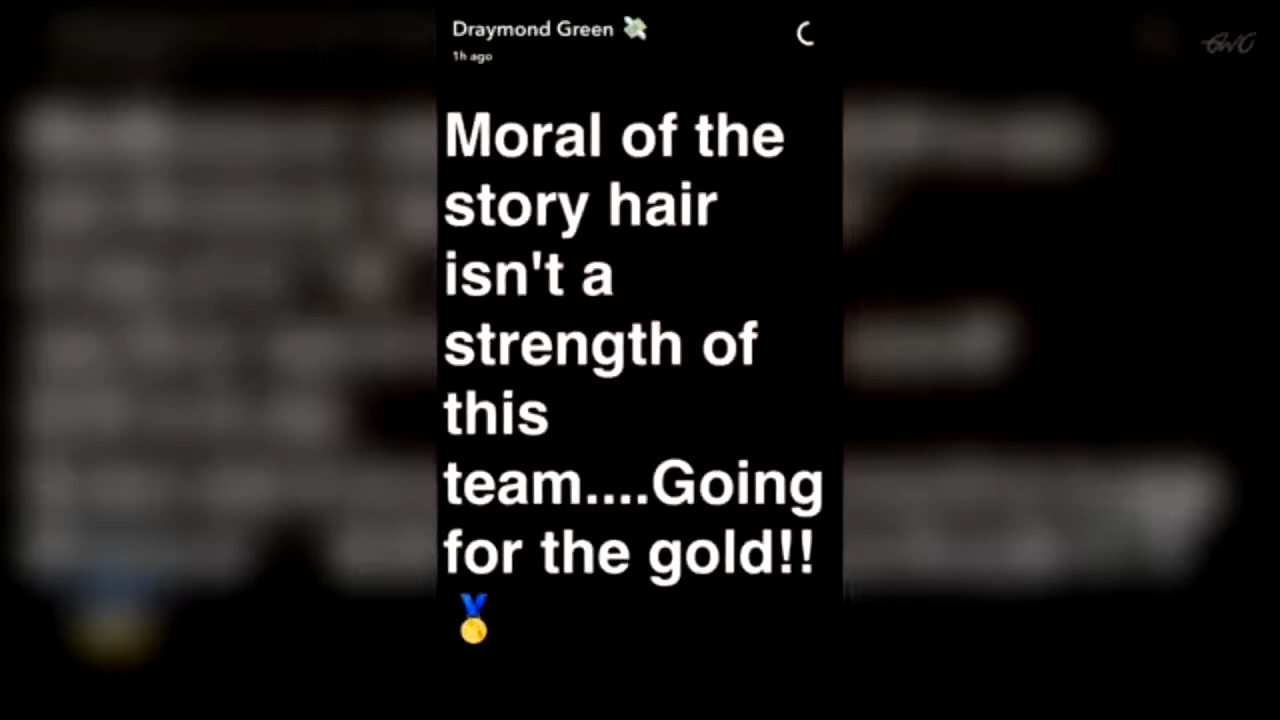 Draymond Green 💸
1h ago
Moral of the
story hair
isn't a
strength of
this
team....Going
for the gold!!
🏅